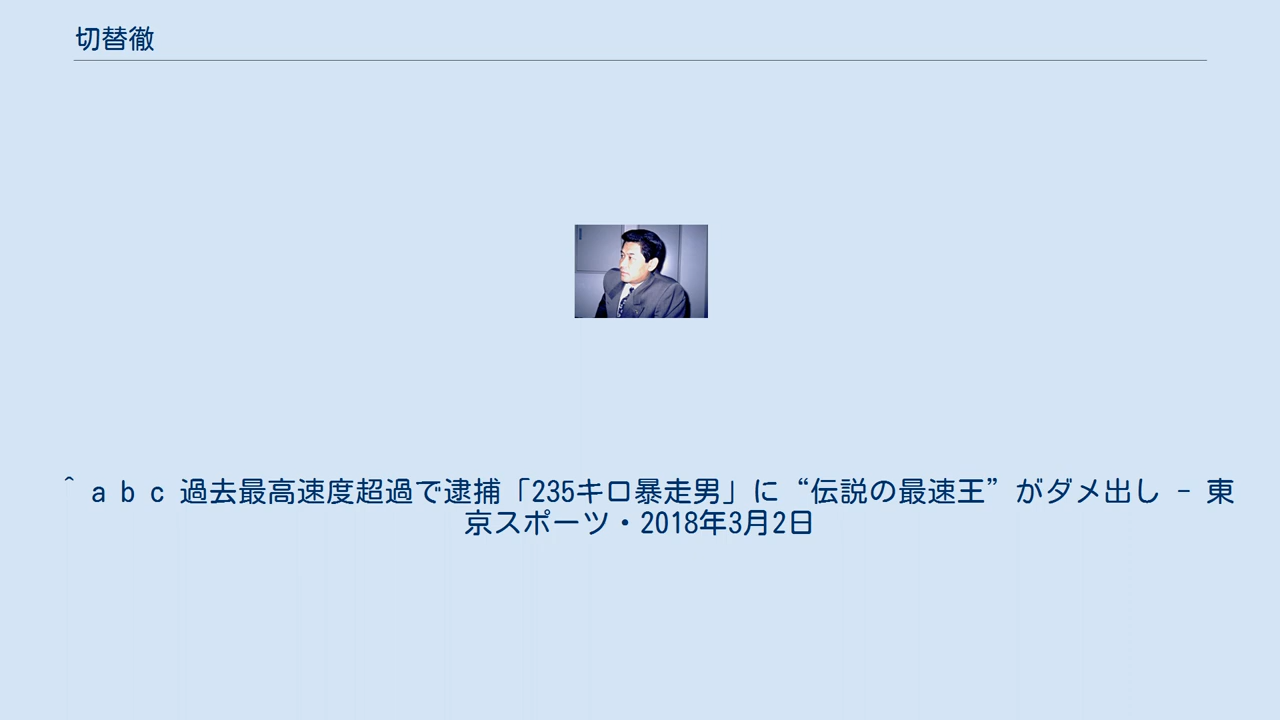 切替徹
^ a b c 過去最高速度超過で逮捕「235キロ暴走男」に“伝説の最速王”がダメ出し - 東
京スポーツ・2018年3月2日